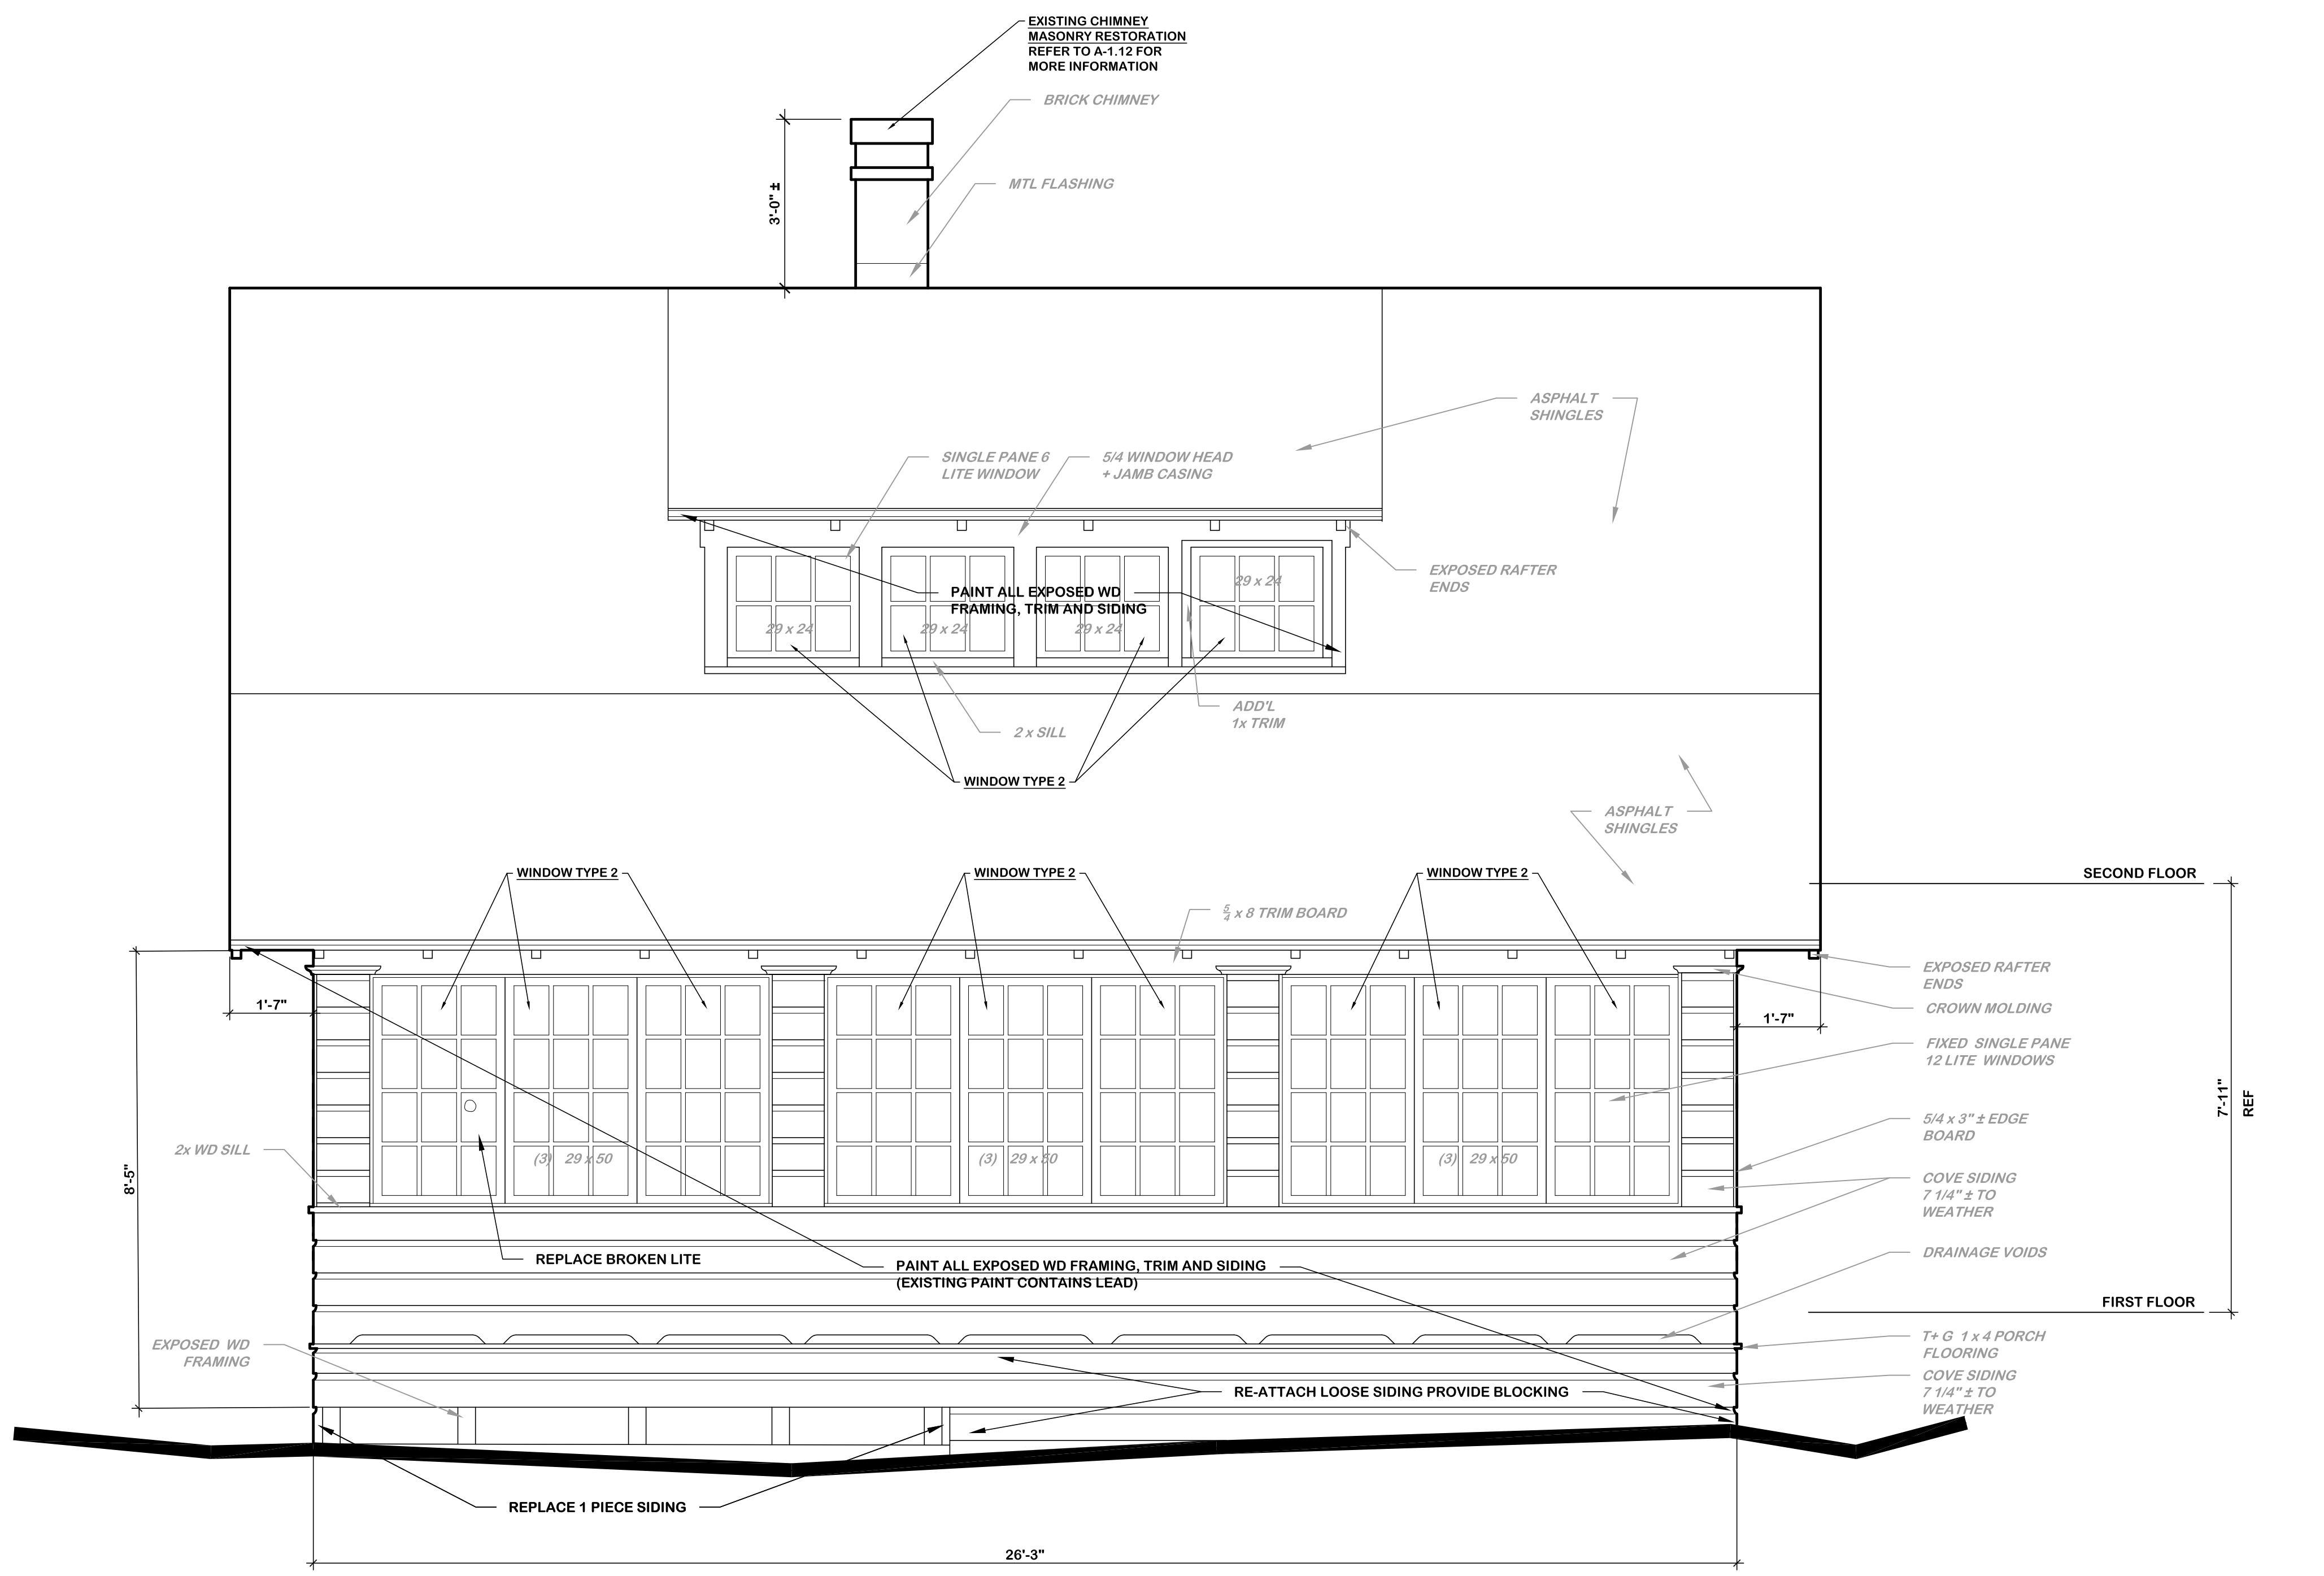 EXISTING CHIMNEY
MASONRY RESTORATION
REFER TO A-1.12 FOR
MORE INFORMATION
BRICK CHIMNEY
MTL FLASHING
3'-0" ±
ASPHALT
SHINGLES
SINGLE PANE 6
LITE WINDOW
5/4 WINDOW HEAD
+ JAMB CASING
EXPOSED RAFTER
ENDS
29 x 24
PAINT ALL EXPOSED WD
FRAMING, TRIM AND SIDING
29 x 24
29 x 24
29 x 24
ADD'L
1x TRIM
2 x SILL
WINDOW TYPE 2
ASPHALT
SHINGLES
WINDOW TYPE 2
WINDOW TYPE 2
WINDOW TYPE 2
SECOND FLOOR
5/4 x 8 TRIM BOARD
EXPOSED RAFTER
ENDS
1'-7"
CROWN MOLDING
1'-7"
FIXED SINGLE PANE
12 LITE WINDOWS
7'-11"
REF
5/4 x 3" ± EDGE
BOARD
2x WD SILL
(3) 29 x 50
(3) 29 x 50
(3) 29 x 50
8'-5"
COVE SIDING
7 1/4" ± TO
WEATHER
REPLACE BROKEN LITE
PAINT ALL EXPOSED WD FRAMING, TRIM AND SIDING
(EXISTING PAINT CONTAINS LEAD)
DRAINAGE VOIDS
FIRST FLOOR
EXPOSED WD
FRAMING
T+ G 1 x 4 PORCH
FLOORING
RE-ATTACH LOOSE SIDING PROVIDE BLOCKING
COVE SIDING
7 1/4" ± TO
WEATHER
REPLACE 1 PIECE SIDING
26'-3"